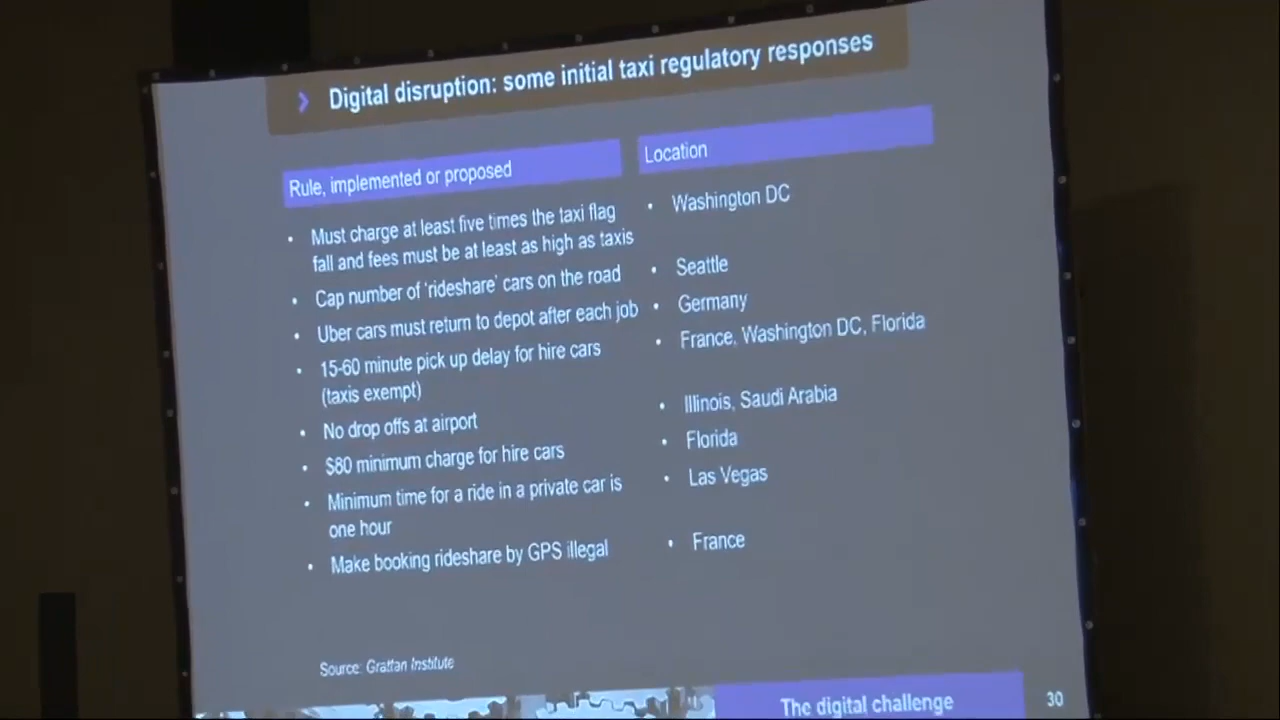 Digital disruption: some initial taxi regulatory responses
Rule, implemented or proposed
Location
• Must charge at least five times the taxi flag
fall and fees must be at least as high as taxis
• Washington DC
• Cap number of 'rideshare' cars on the road
• Seattle
• Uber cars must return to depot after each job
• Germany
• 15-60 minute pick up delay for hire cars
(taxis exempt)
• France, Washington DC, Florida
• No drop offs at airport
• Illinois, Saudi Arabia
• $80 minimum charge for hire cars
• Florida
• Minimum time for a ride in a private car is
one hour
• Las Vegas
• Make booking rideshare by GPS illegal
• France
Source: Grattan Institute
The digital challenge
30